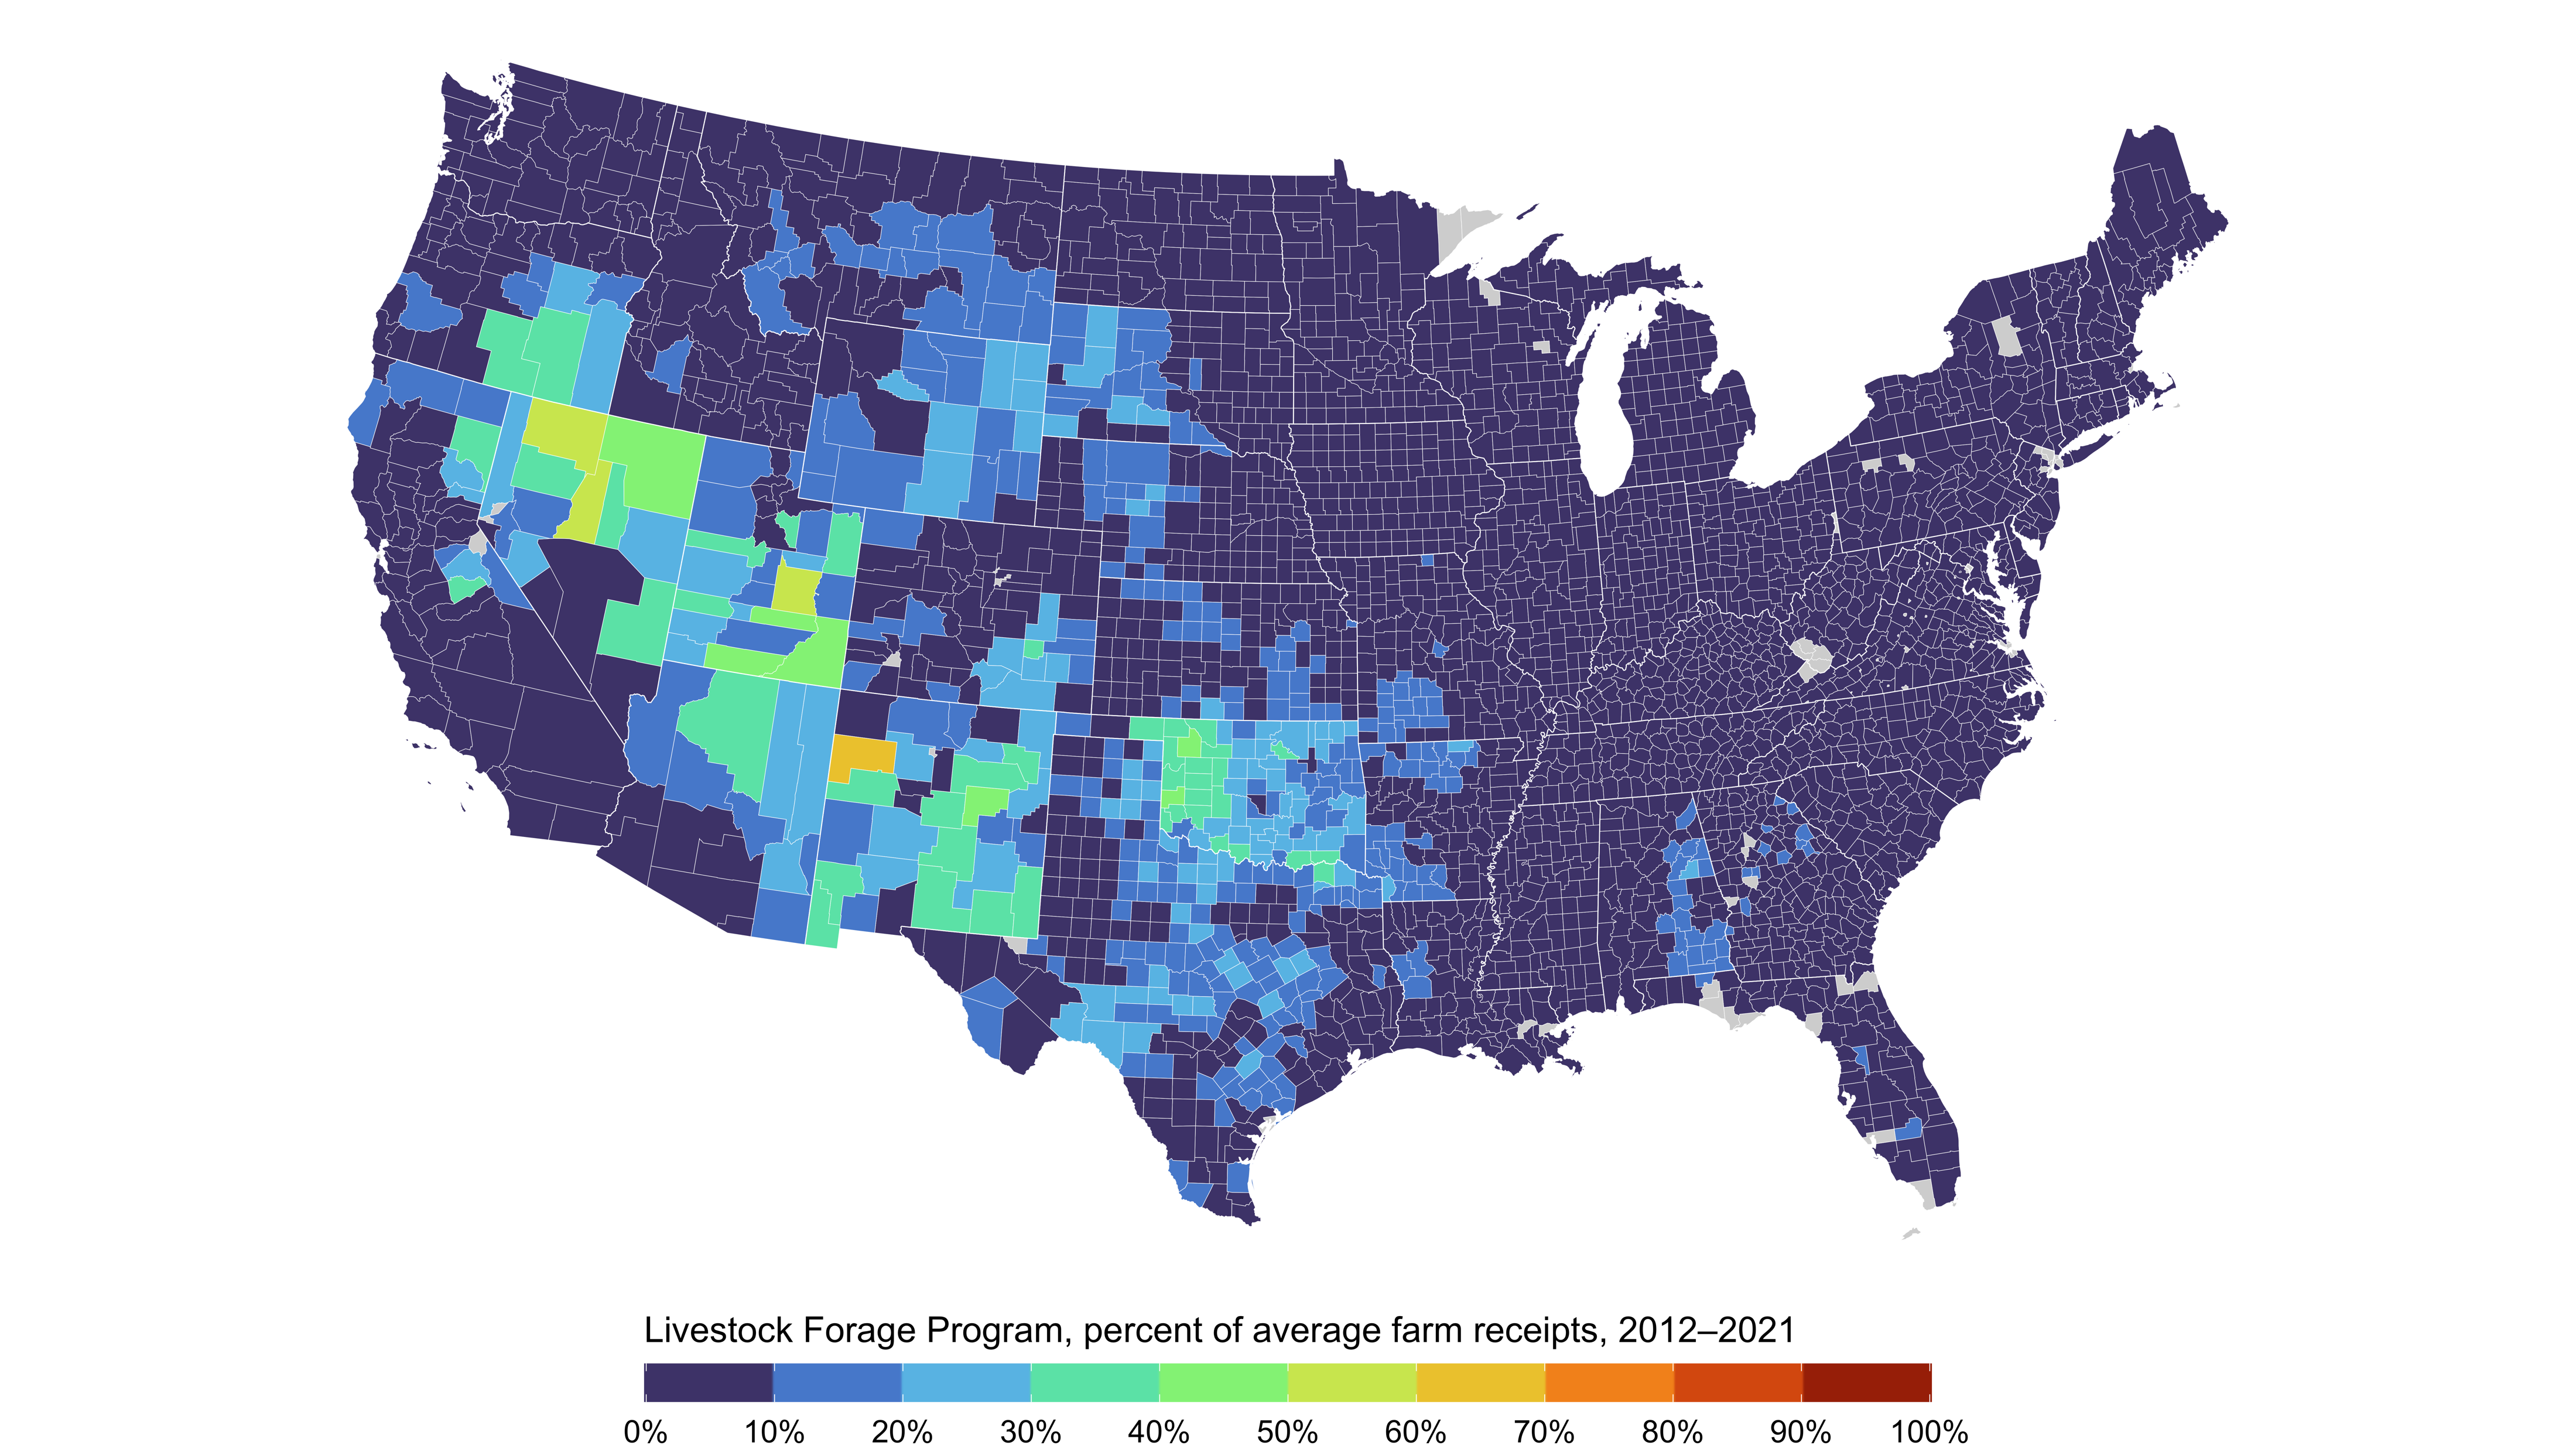 Livestock Forage Program, percent of average farm receipts, 2012–2021
0% 10% 20% 30% 40% 50% 60% 70% 80% 90% 100%